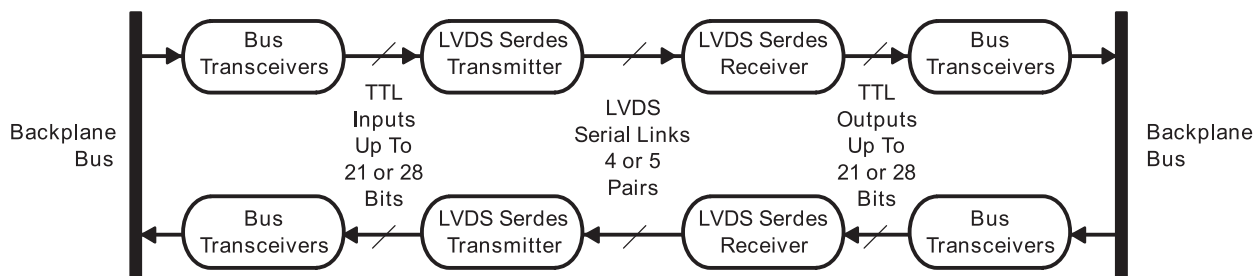 Backplane
Bus
Bus
Transceivers
TTL
Inputs
Up To
21 or 28
Bits
LVDS Serdes
Transmitter
LVDS
Serial Links
4 or 5
Pairs
LVDS Serdes
Receiver
TTL
Outputs
Up To
21 or 28
Bits
Bus
Transceivers
Backplane
Bus
Bus
Transceivers
LVDS Serdes
Transmitter
LVDS Serdes
Receiver
Bus
Transceivers